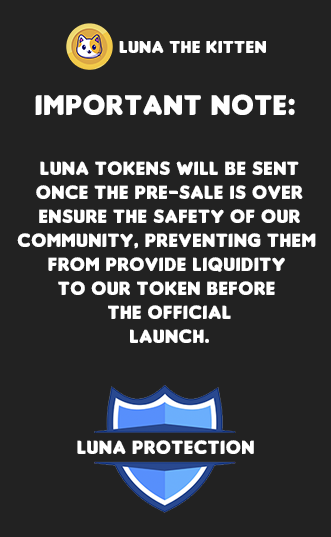 LUNA THE KITTEN
IMPORTANT NOTE:
LUNA TOKENS WILL BE SENT
ONCE THE PRE-SALE IS OVER
ENSURE THE SAFETY OF OUR
COMMUNITY, PREVENTING THEM
FROM PROVIDE LIQUIDITY
TO OUR TOKEN BEFORE
THE OFFICIAL
LAUNCH.
LUNA PROTECTION